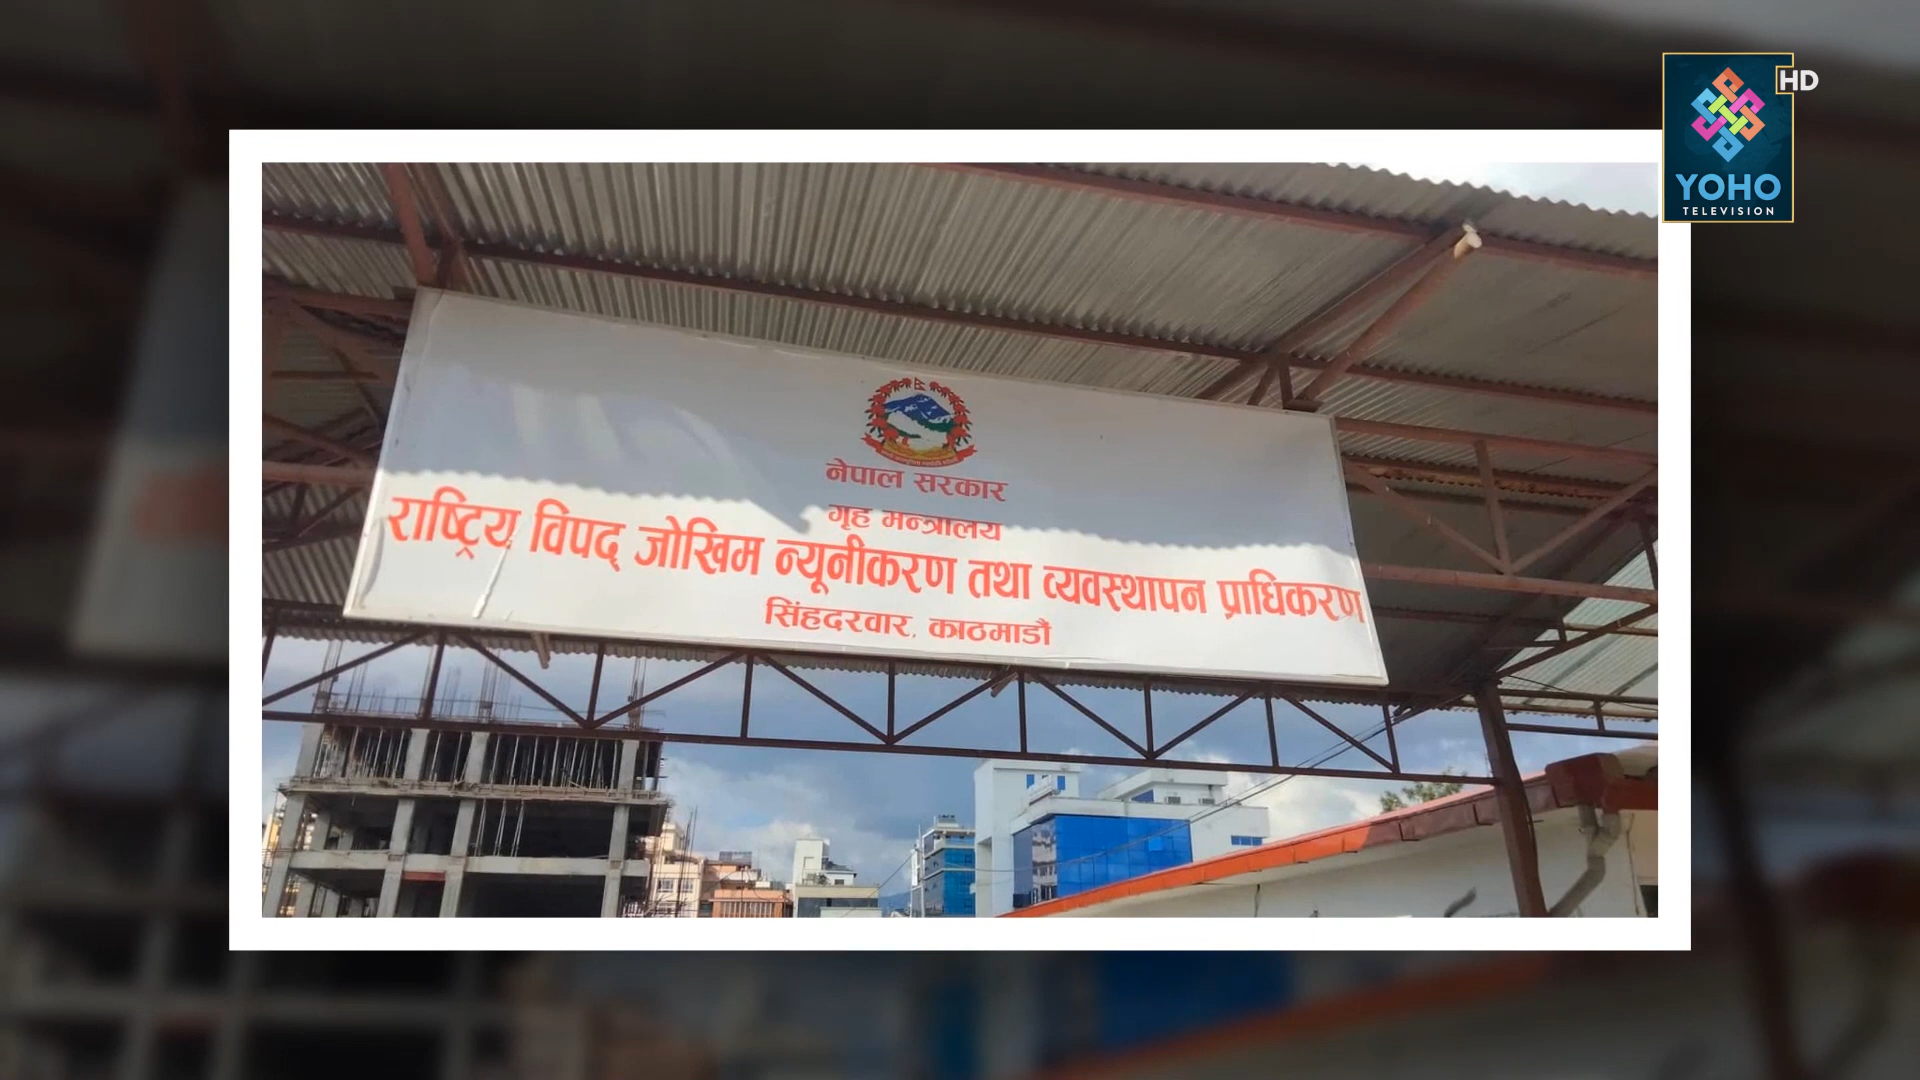 HD
YOHO
TELEVISION
नेपाल सरकार
गृह मन्त्रालय
राष्ट्रिय विपद् जोखिम न्यूनीकरण तथा व्यवस्थापन प्राधिकरण
सिंहदरवार, काठमाडौं